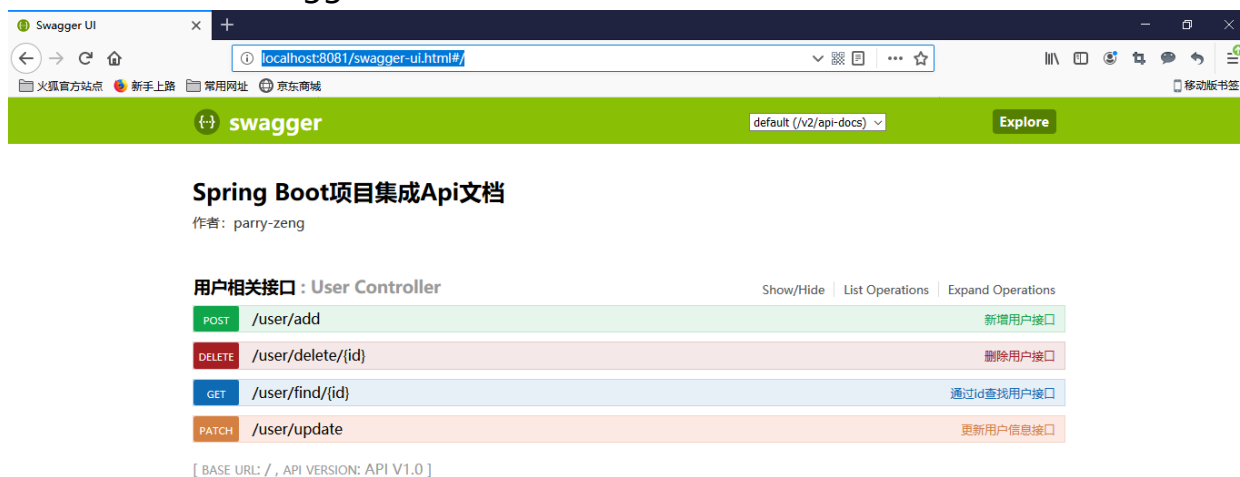 Swagger UI
localhost:8081/swagger-ui.html#/
火狐官方站点 新手上路 常用网址 京东商城 移动版书签
swagger default (/v2/api-docs) Explore
Spring Boot项目集成Api文档
作者：parry-zeng
用户相关接口 : User Controller Show/Hide List Operations Expand Operations
POST /user/add 新增用户接口
DELETE /user/delete/{id} 删除用户接口
GET /user/find/{id} 通过id查找用户接口
PATCH /user/update 更新用户信息接口
[ BASE URL: / , API VERSION: API V1.0 ]